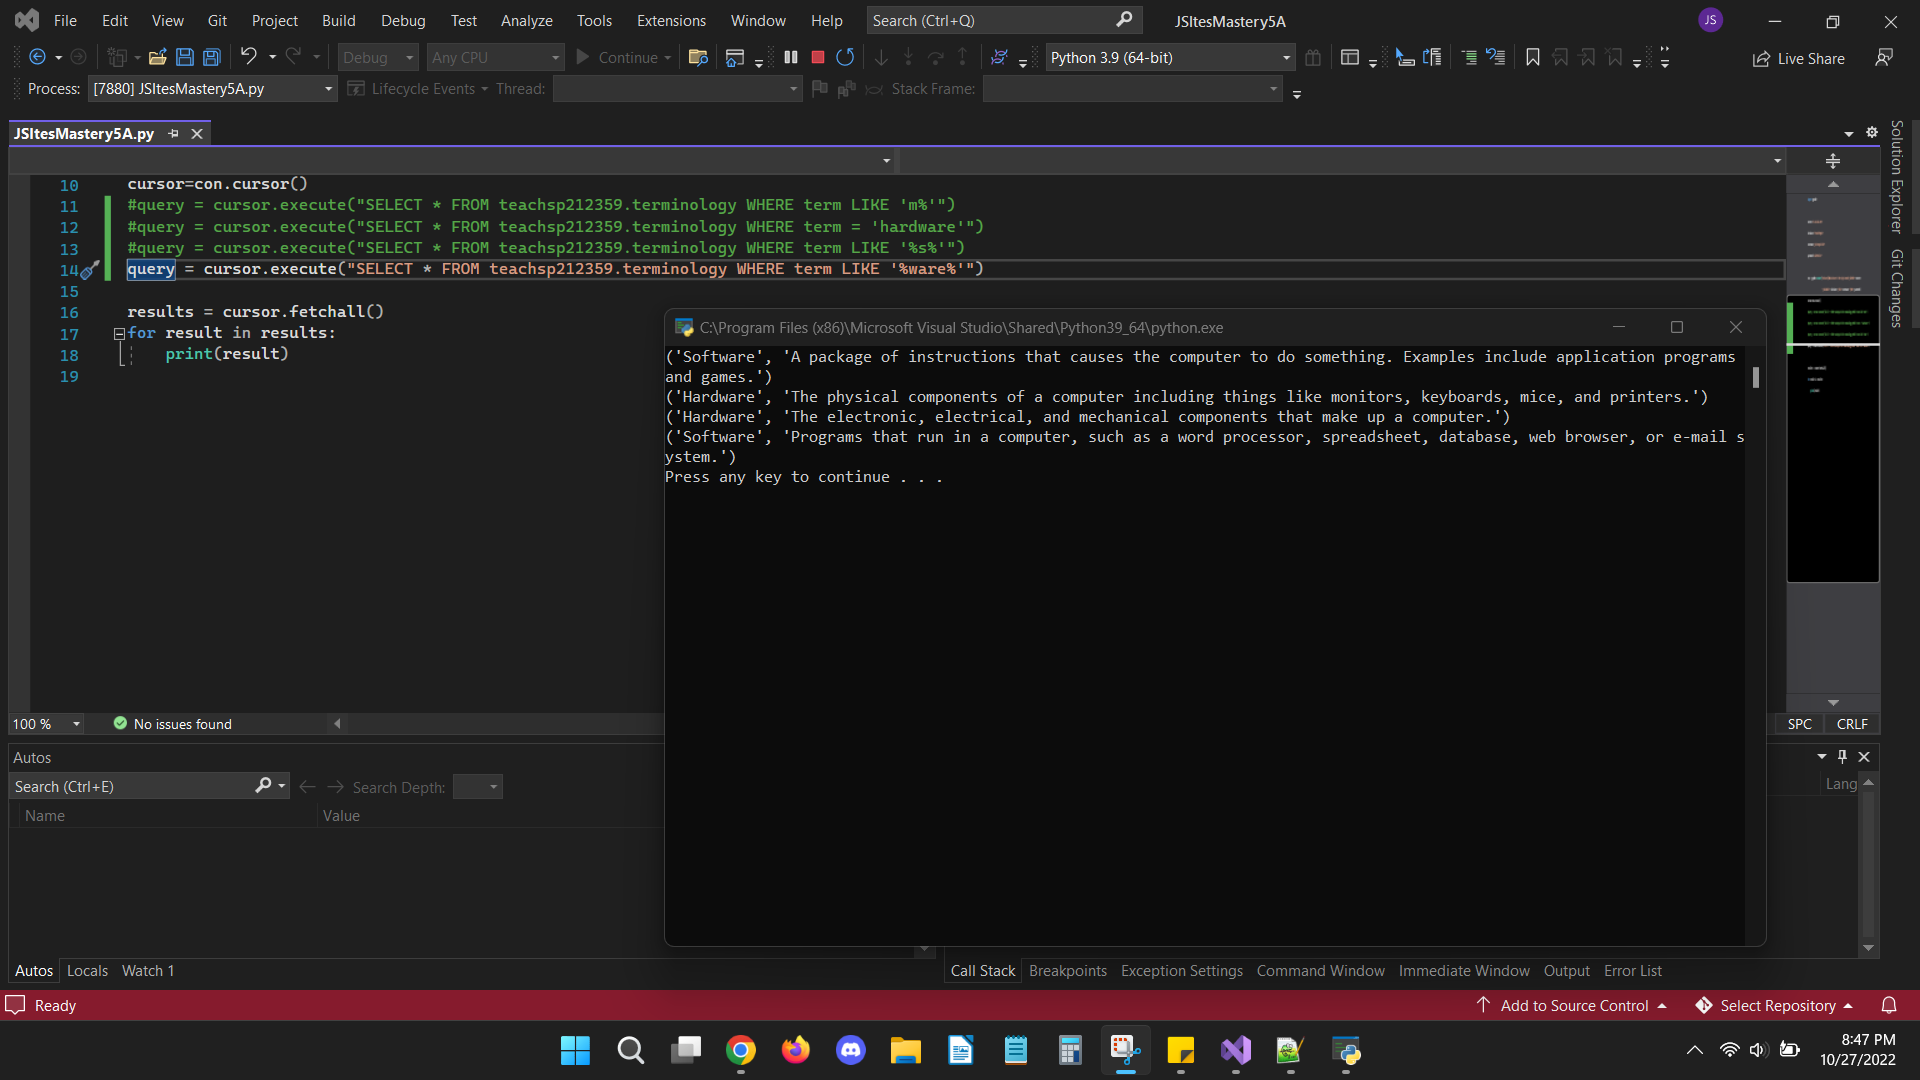 File Edit View Git Project Build Debug Test Analyze Tools Extensions Window Help Search (Ctrl+Q) JSItesMastery5A JS
Debug Any CPU Continue Python 3.9 (64-bit) Live Share
Process: [7880] JSItesMastery5A.py Lifecycle Events Thread: Stack Frame:
JSItesMastery5A.py
Solution Explorer
Git Changes
10 cursor=con.cursor()
11 #query = cursor.execute("SELECT * FROM teachsp212359.terminology WHERE term LIKE 'm%'")
12 #query = cursor.execute("SELECT * FROM teachsp212359.terminology WHERE term = 'hardware'")
13 #query = cursor.execute("SELECT * FROM teachsp212359.terminology WHERE term LIKE '%s%'")
14 query = cursor.execute("SELECT * FROM teachsp212359.terminology WHERE term LIKE '%ware%'")
15
16 results = cursor.fetchall()
17 for result in results:
18 print(result)
19
C:\Program Files (x86)\Microsoft Visual Studio\Shared\Python39_64\python.exe
('Software', 'A package of instructions that causes the computer to do something. Examples include application programs
and games.')
('Hardware', 'The physical components of a computer including things like monitors, keyboards, mice, and printers.')
('Hardware', 'The electronic, electrical, and mechanical components that make up a computer.')
('Software', 'Programs that run in a computer, such as a word processor, spreadsheet, database, web browser, or e-mail s
ystem.')
Press any key to continue . . .
100 % No issues found SPC CRLF
Autos
Search (Ctrl+E) Search Depth: Lang
Name Value
Autos Locals Watch 1 Call Stack Breakpoints Exception Settings Command Window Immediate Window Output Error List
Ready Add to Source Control Select Repository
8:47 PM
10/27/2022